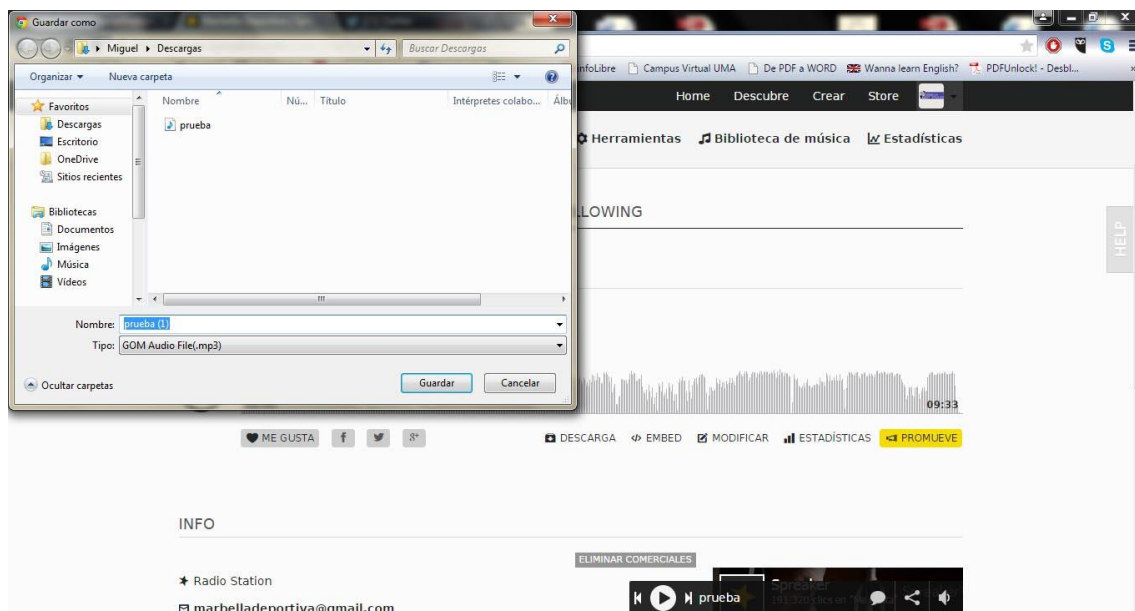 Guardar como
Miguel ▸ Descargas
Buscar Descargas
Organizar
Nueva carpeta
Nombre
Nú...
Título
Intérpretes colabo...
Álbu
prueba
Favoritos
Descargas
Escritorio
OneDrive
Sitios recientes
Bibliotecas
Documentos
Imágenes
Música
Vídeos
Nombre: prueba (1)
Tipo: GOM Audio File(.mp3)
Ocultar carpetas
Guardar
Cancelar
infoLibre
Campus Virtual UMA
De PDF a WORD
Wanna learn English?
PDFUnlock! - Desbl...
Home
Descubre
Crear
Store
Herramientas
Biblioteca de música
Estadísticas
LLOWING
HELP
09:33
ME GUSTA
DESCARGA
EMBED
MODIFICAR
ESTADÍSTICAS
PROMUEVE
INFO
ELIMINAR COMERCIALES
Radio Station
Spreaker
prueba
marbelladeportiva@gmail.com